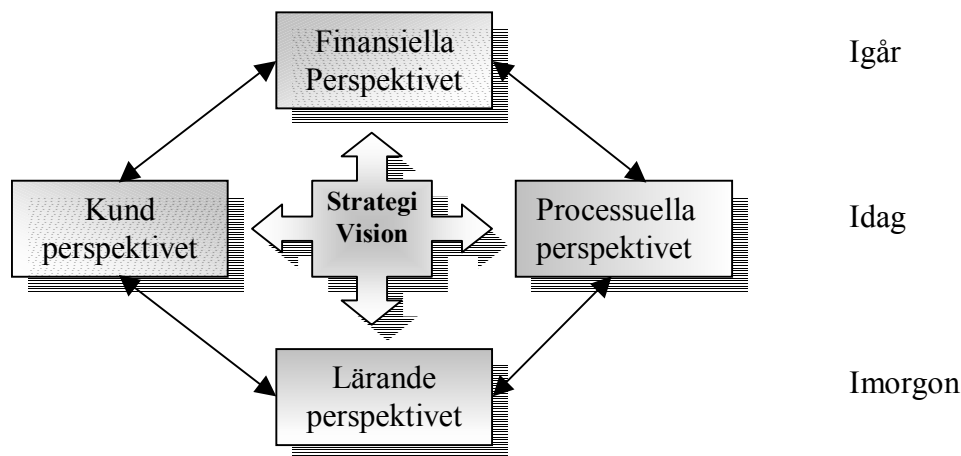 Finansiella
Perspektivet
Igår
Kund
perspektivet
Strategi
Vision
Processuella
perspektivet
Idag
Lärande
perspektivet
Imorgon